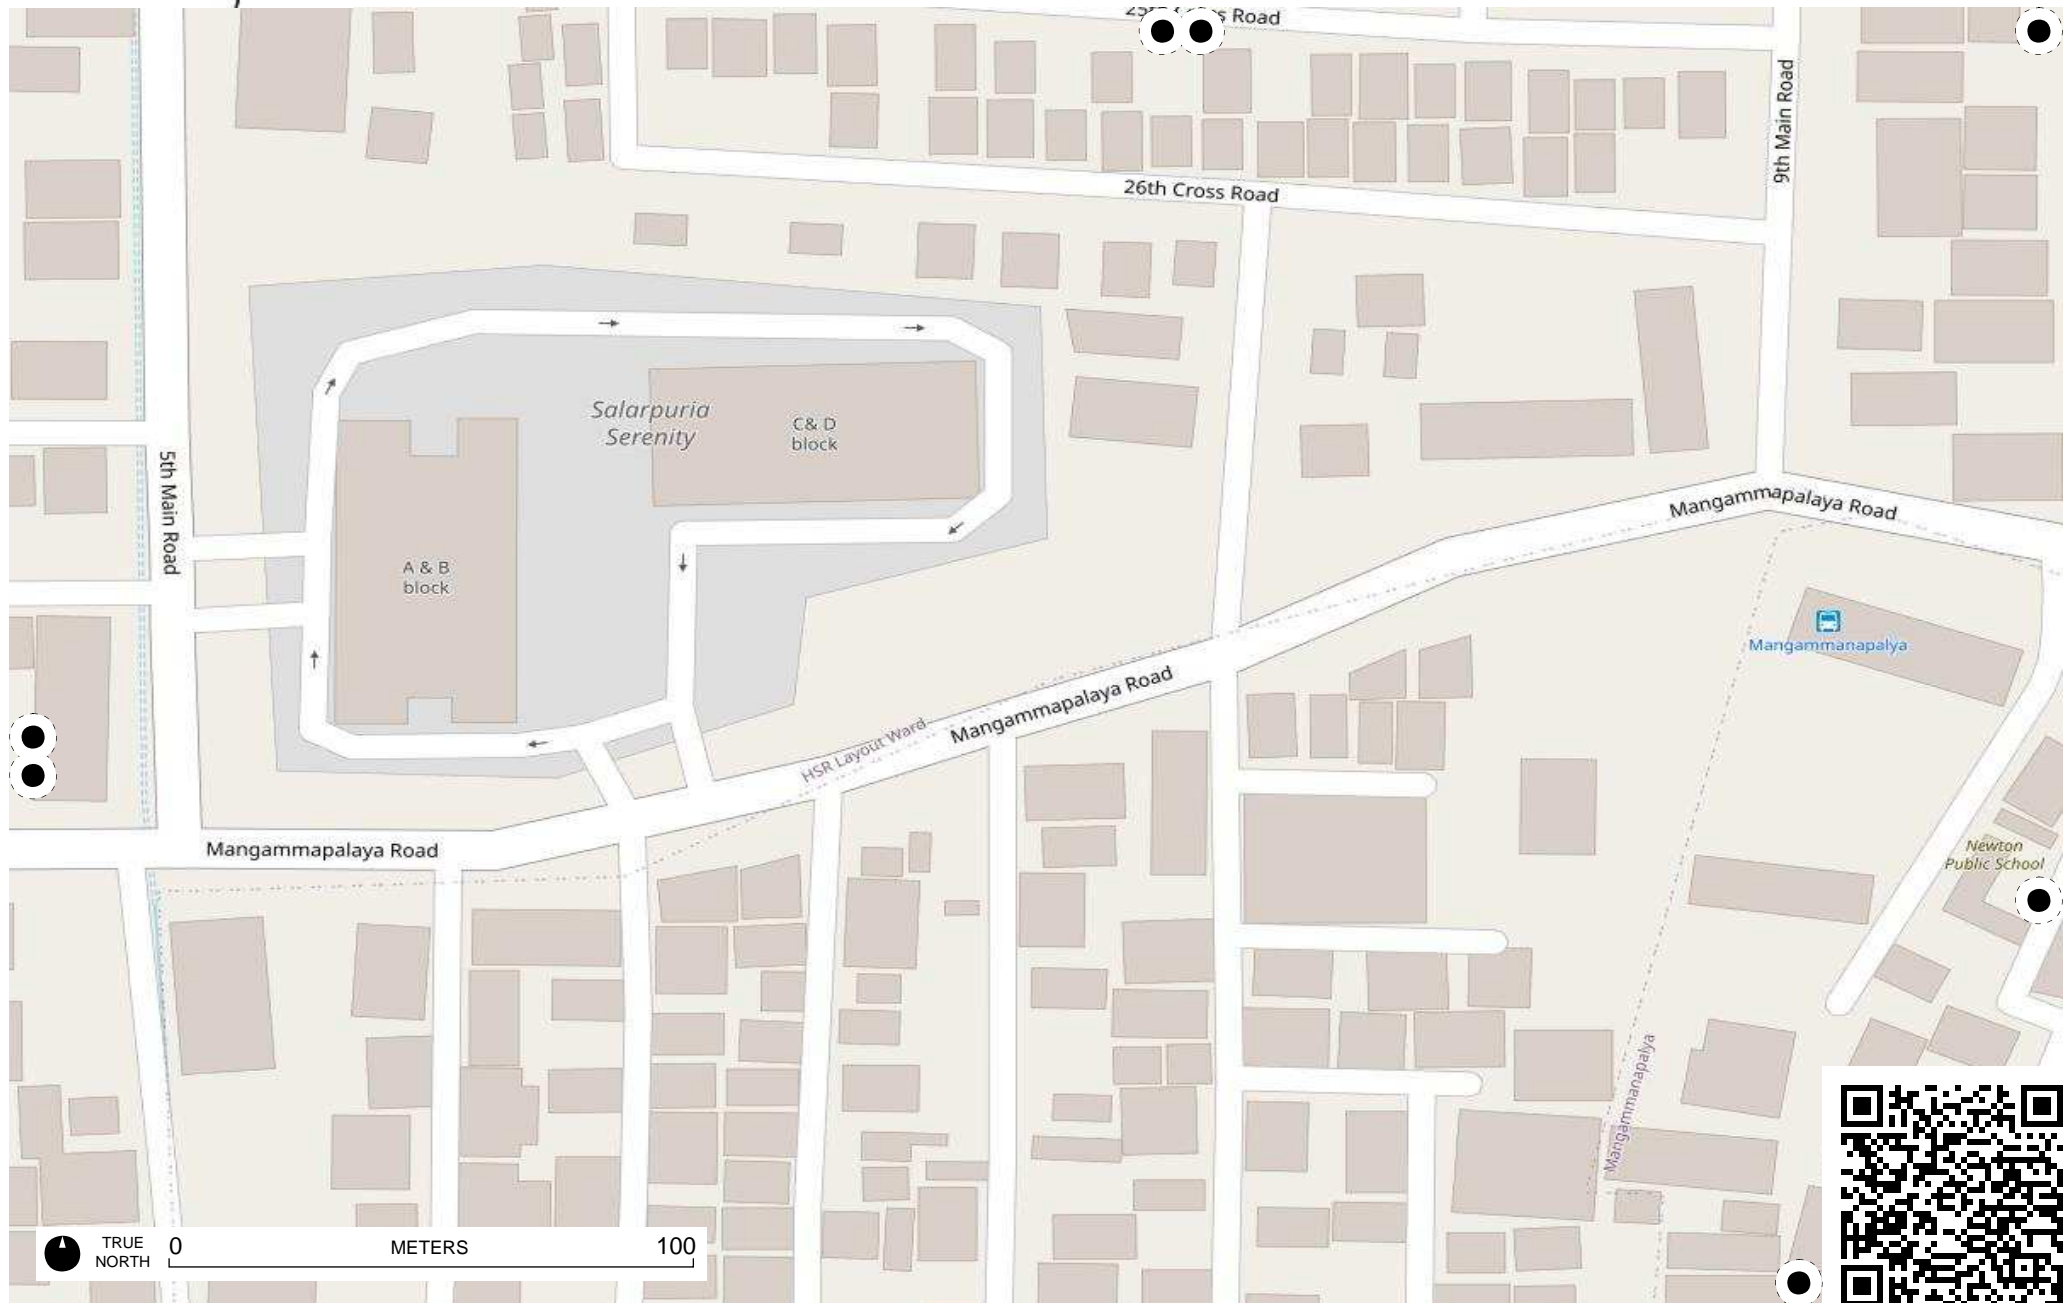 Road
9th Main Road
26th Cross Road
Salarpuria
Serenity
C& D
block
5th Main Road
Mangammapalaya Road
A & B
block
Mangammanapalya
Mangammapalaya Road
HSR Layout Ward
Mangammapalaya Road
Newton
Public School
Mangammanapalya
TRUE
NORTH
0
METERS
100